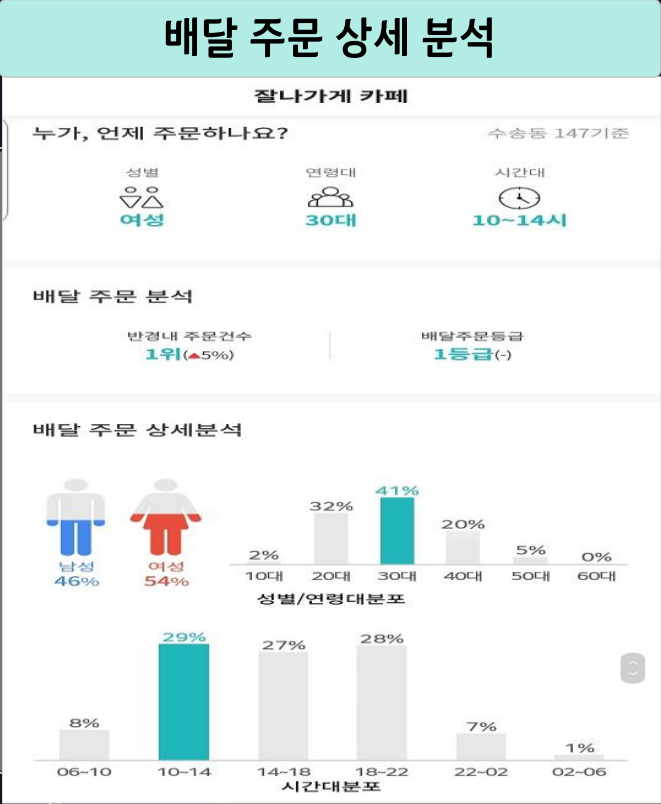 배달 주문 상세 분석
잘나가게 카페
누가, 언제 주문하나요? 수송동 147기준
성별 연령대 시간대
여성 30대 10~14시
배달 주문 분석
반경내 주문건수 배달주문등급
1위(▲5%) 1등급(-)
배달 주문 상세분석
남성 여성
46% 54%
2% 32% 41% 20% 5% 0%
10대 20대 30대 40대 50대 60대
성별/연령대분포
8% 29% 27% 28% 7% 1%
06~10 10~14 14~18 18~22 22~02 02~06
시간대분포